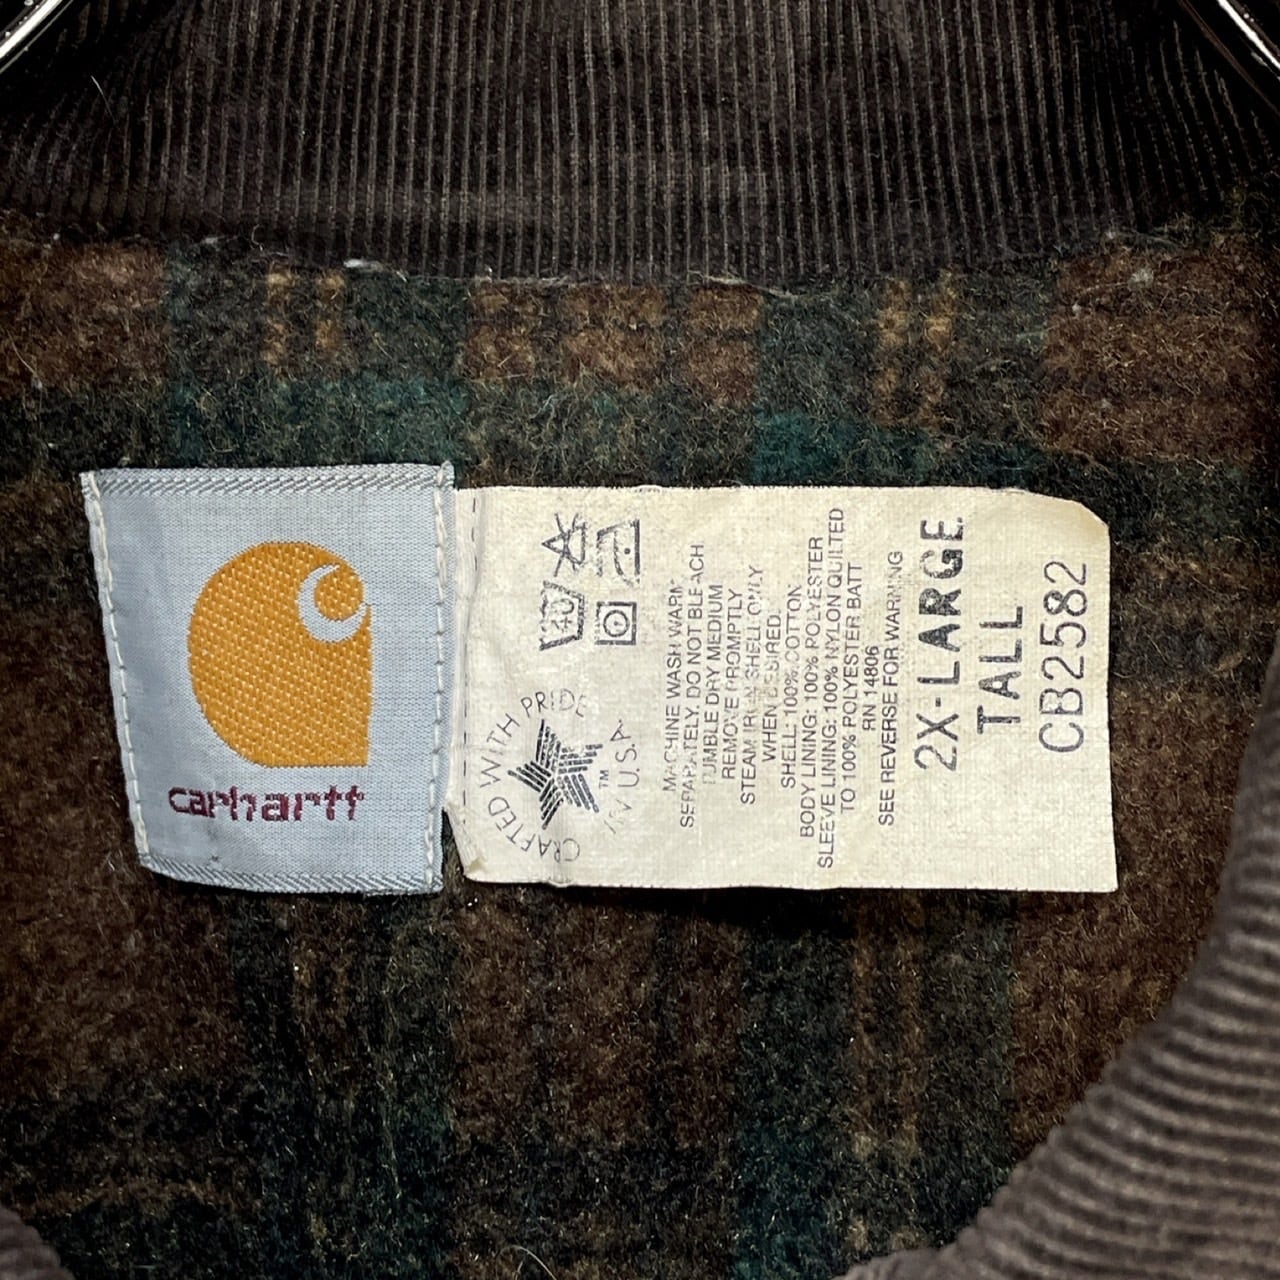 carhartt
40
CRAFTED WITH PRIDE
IN U.S.A.
TM
MACHINE WASH WARM
SEPARATELY, DO NOT BLEACH
TUMBLE DRY MEDIUM
REMOVE PROMPTLY
STEAM IRON SHELL ONLY
WHEN DESIRED.
SHELL: 100% COTTON
BODY LINING: 100% POLYESTER
SLEEVE LINING: 100% NYLON QUILTED
TO 100% POLYESTER BATT
RN 14806
SEE REVERSE FOR WARNING
2X-LARGE
TALL
CB2582